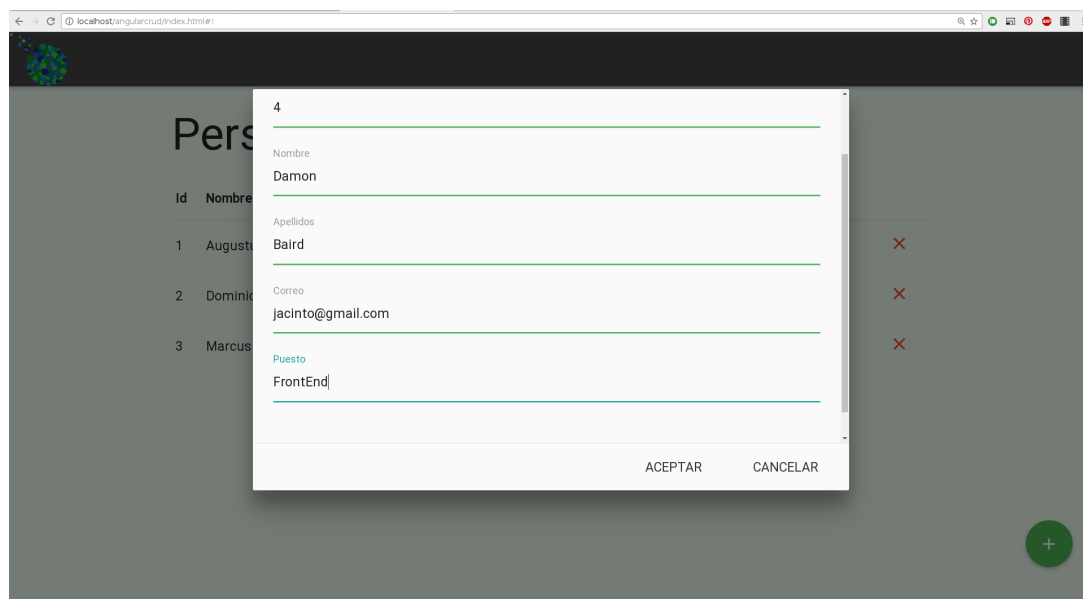 localhost/angularcrud/index.html#!
4
Pers
Nombre
Damon
Id Nombre
Apellidos
Baird
1 Augustu
Correo
2 Dominic
jacinto@gmail.com
3 Marcus
Puesto
FrontEnd
ACEPTAR CANCELAR
+